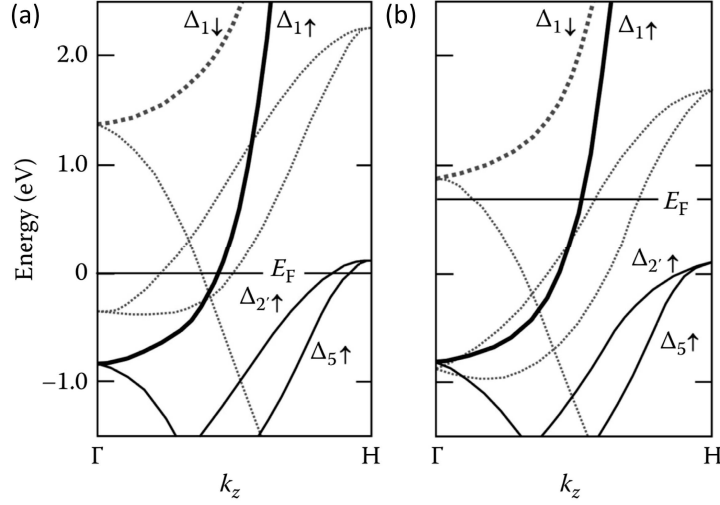 (a)
(b)
Δ1↓
Δ1↑
Δ1↓
Δ1↑
2.0
1.0
0
−1.0
Energy (eV)
EF
EF
Δ2′↑
Δ5↑
Δ2′↑
Δ5↑
Γ
H
Γ
H
kz
kz